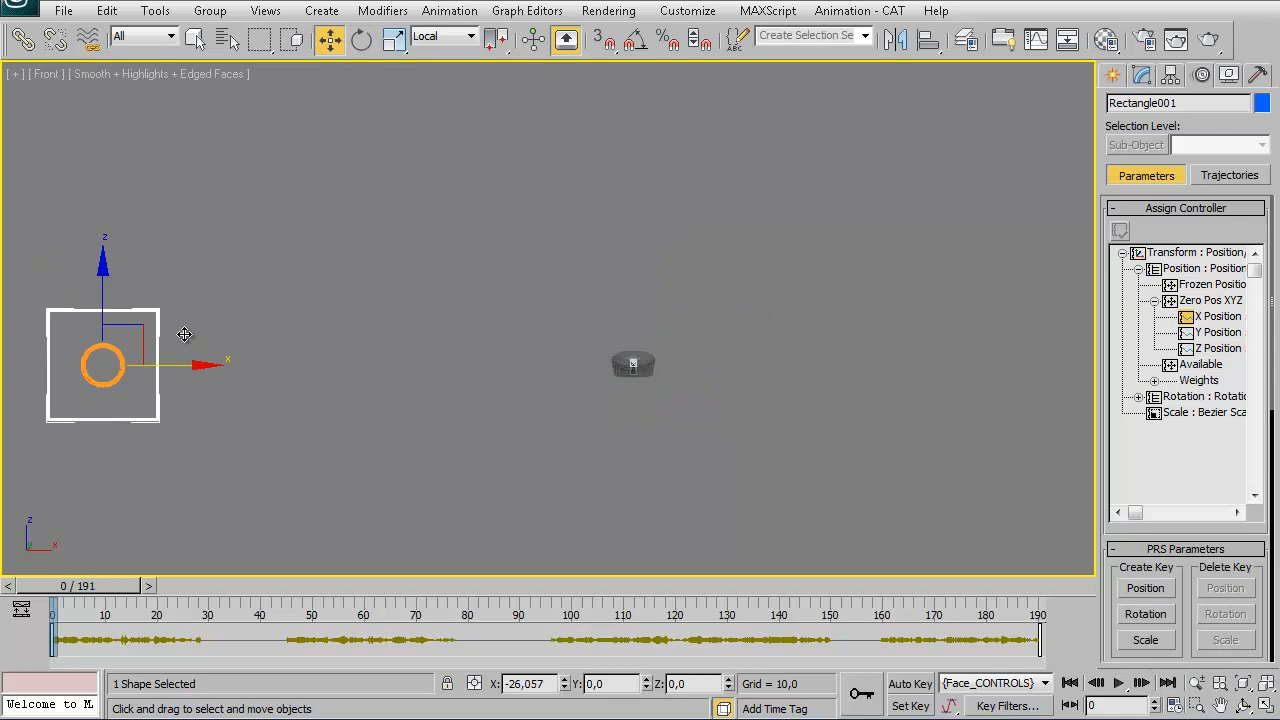 File Edit Tools Group Views Create Modifiers Animation Graph Editors Rendering Customize MAXScript Animation - CAT Help
All Local 3 % ABC Create Selection Se
[ + ] [ Front ] [ Smooth + Highlights + Edged Faces ]
Rectangle001
Selection Level:
Sub-Object
Parameters Trajectories
- Assign Controller
Transform : Position/
Position : Position
Frozen Positio
Zero Pos XYZ
X Position
Y Position
Z Position
Available
Weights
Rotation : Rotatio
Scale : Bezier Sca
z
x
z
y x
- PRS Parameters
Create Key Delete Key
Position Position
Rotation Rotation
Scale Scale
< 0 / 191 >
0 10 20 30 40 50 60 70 80 90 100 110 120 130 140 150 160 170 180 190
1 Shape Selected X: -26,057 Y: 0,0 Z: 0,0 Grid = 10,0 Auto Key {Face_CONTROLS}
Welcome to M. Click and drag to select and move objects Add Time Tag Set Key Key Filters... 0